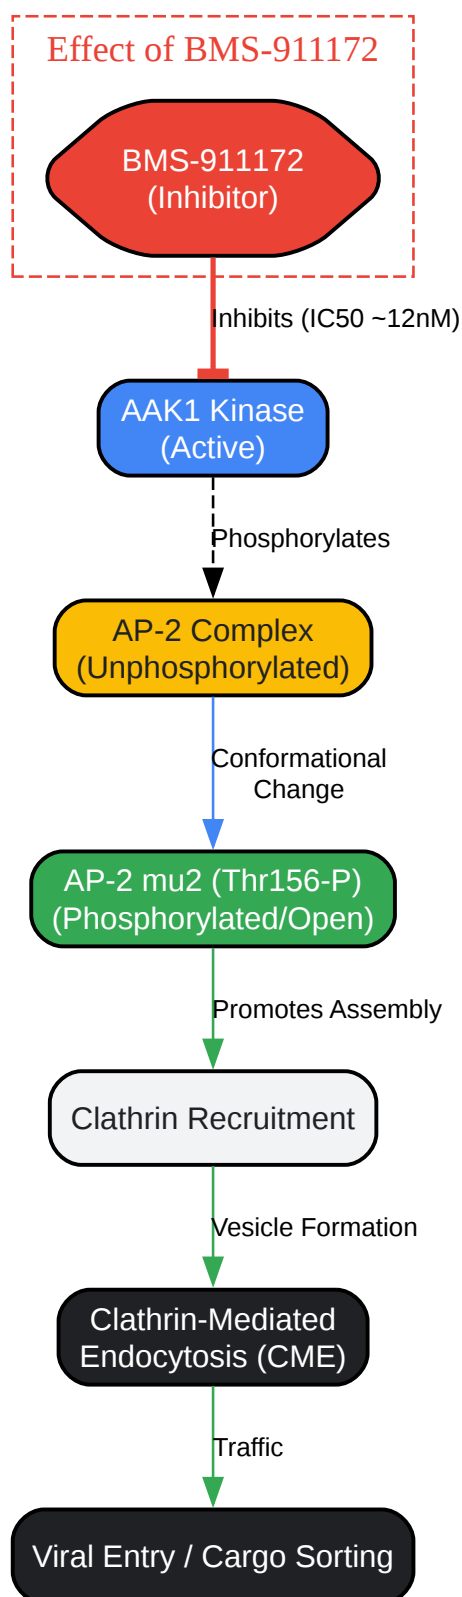 Effect of BMS-911172
BMS-911172
(Inhibitor)
Inhibits (IC50 ~12nM)
AAK1 Kinase
(Active)
Phosphorylates
AP-2 Complex
(Unphosphorylated)
Conformational
Change
AP-2 mu2 (Thr156-P)
(Phosphorylated/Open)
Promotes Assembly
Clathrin Recruitment
Vesicle Formation
Clathrin-Mediated
Endocytosis (CME)
Traffic
Viral Entry / Cargo Sorting